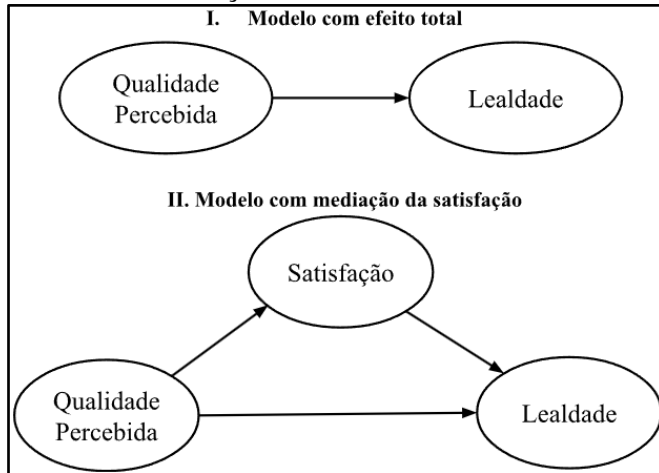 I. Modelo com efeito total
Qualidade
Percebida
Lealdade
II. Modelo com mediação da satisfação
Satisfação
Qualidade
Percebida
Lealdade